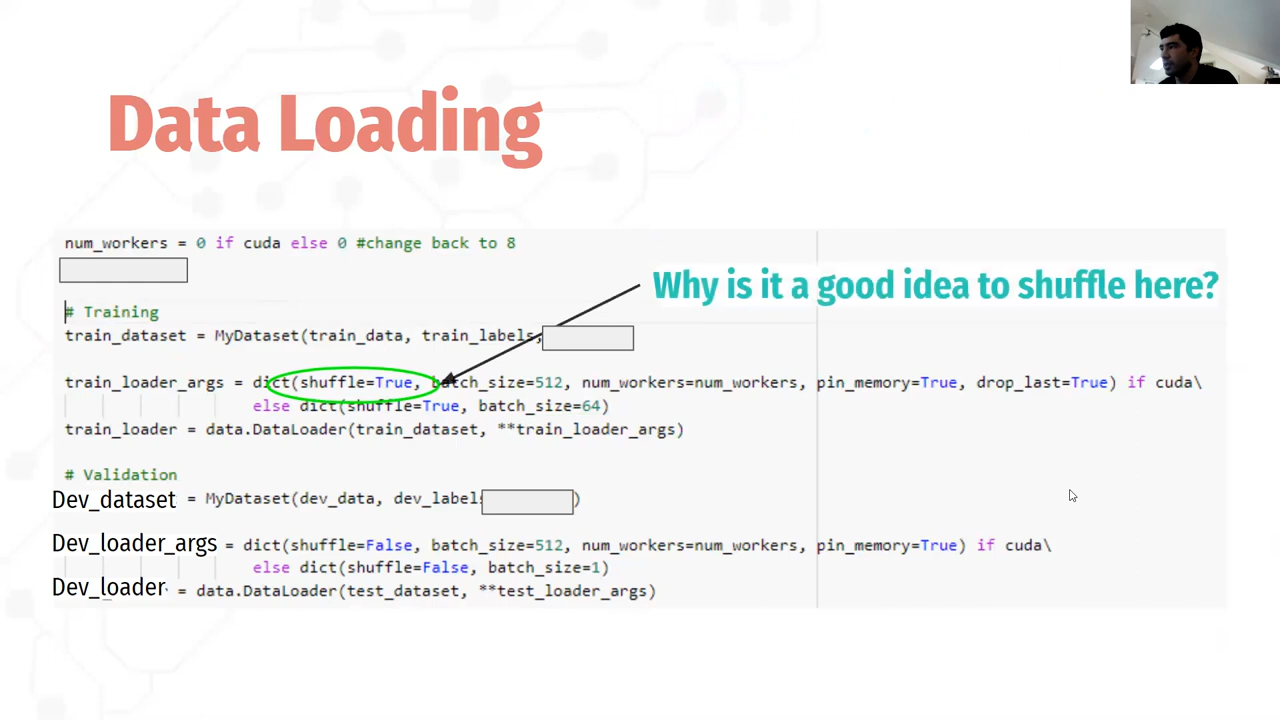 Data Loading
num_workers = 0 if cuda else 0 #change back to 8
Why is it a good idea to shuffle here?
# Training
train_dataset = MyDataset(train_data, train_labels,
train_loader_args = dict(shuffle=True, batch_size=512, num_workers=num_workers, pin_memory=True, drop_last=True) if cuda\
else dict(shuffle=True, batch_size=64)
train_loader = data.DataLoader(train_dataset, **train_loader_args)
# Validation
Dev_dataset = MyDataset(dev_data, dev_labels )
Dev_loader_args = dict(shuffle=False, batch_size=512, num_workers=num_workers, pin_memory=True) if cuda\
else dict(shuffle=False, batch_size=1)
Dev_loader = data.DataLoader(test_dataset, **test_loader_args)